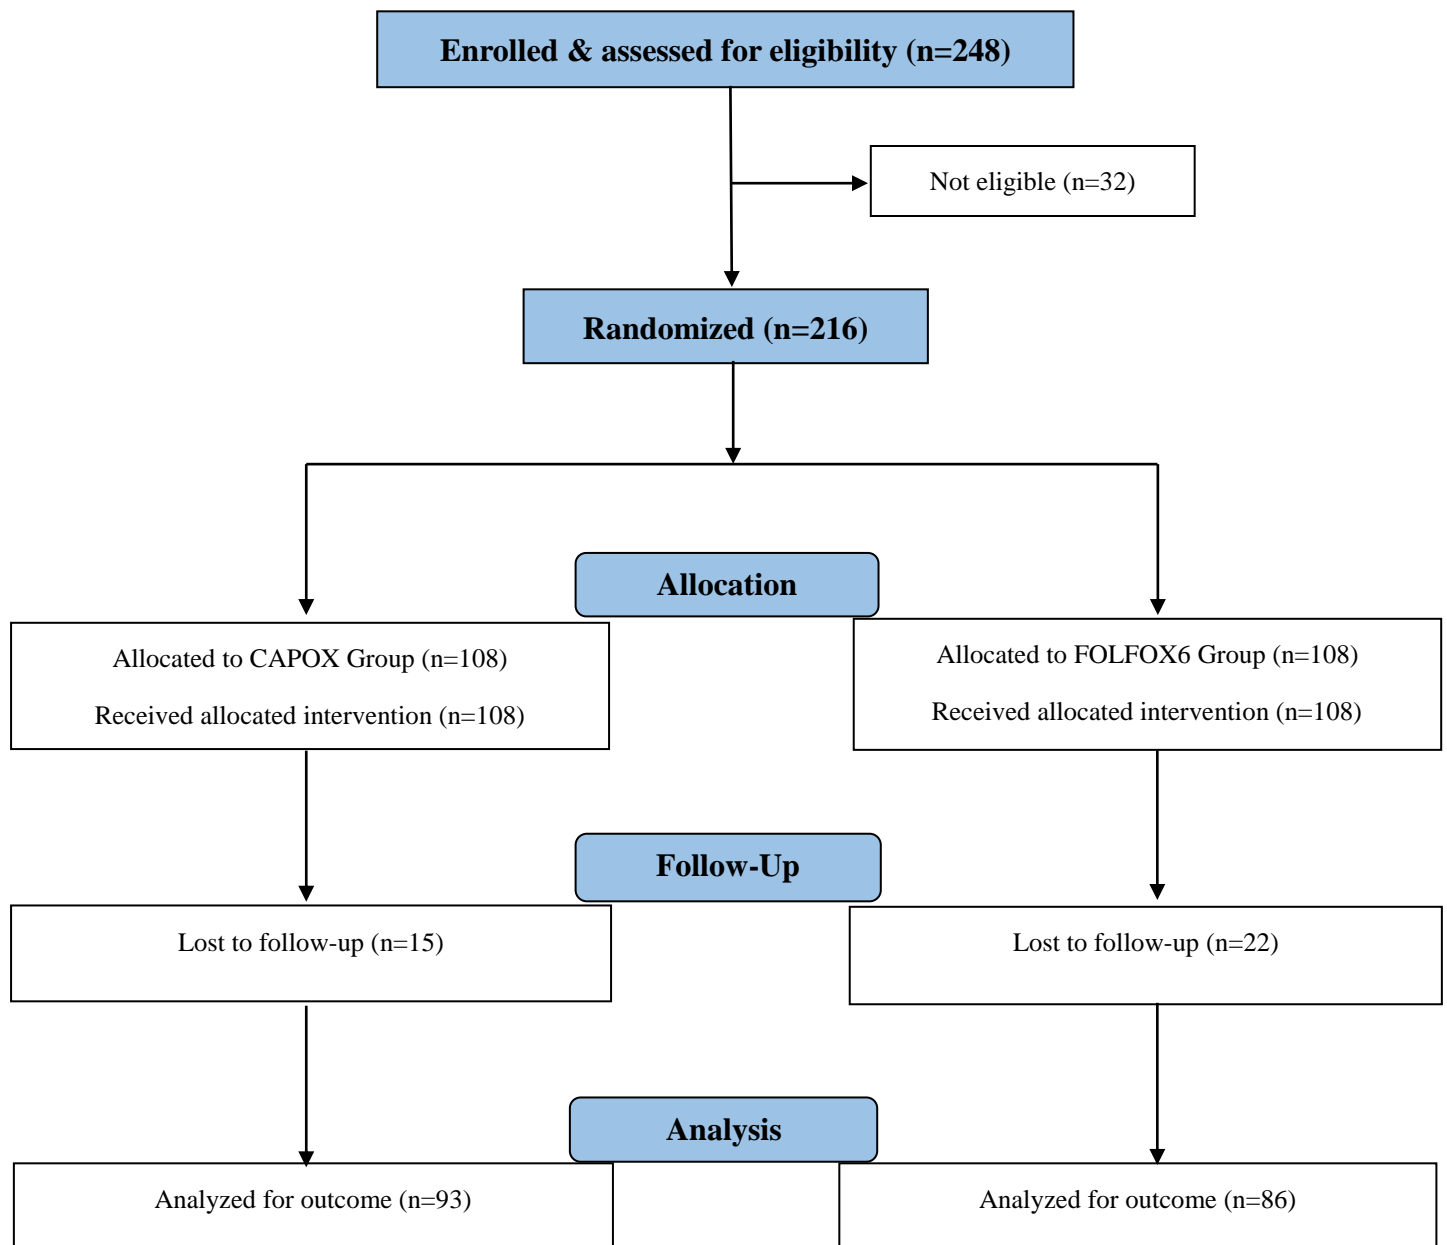 Enrolled & assessed for eligibility (n=248)
Not eligible (n=32)
Randomized (n=216)
Allocation
Allocated to CAPOX Group (n=108)
Received allocated intervention (n=108)
Allocated to FOLFOX6 Group (n=108)
Received allocated intervention (n=108)
Follow-Up
Lost to follow-up (n=15)
Lost to follow-up (n=22)
Analysis
Analyzed for outcome (n=93)
Analyzed for outcome (n=86)